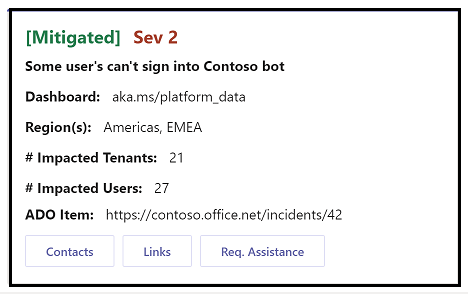 [Mitigated] Sev 2
Some user's can't sign into Contoso bot
Dashboard: aka.ms/platform_data
Region(s): Americas, EMEA
# Impacted Tenants: 21
# Impacted Users: 27
ADO Item: https://contoso.office.net/incidents/42
Contacts Links Req. Assistance